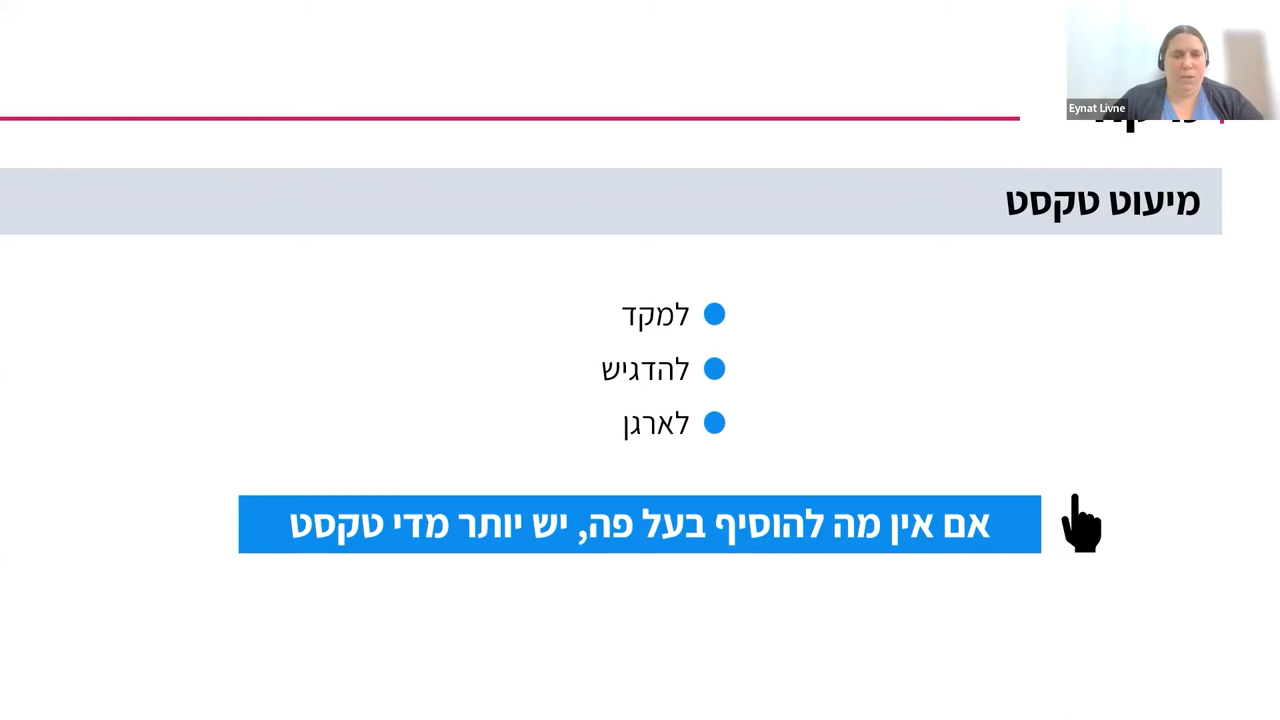 Eynat Livne
מיעוט טקסט
למקד
להדגיש
לארגן
אם אין מה להוסיף בעל פה, יש יותר מדי טקסט